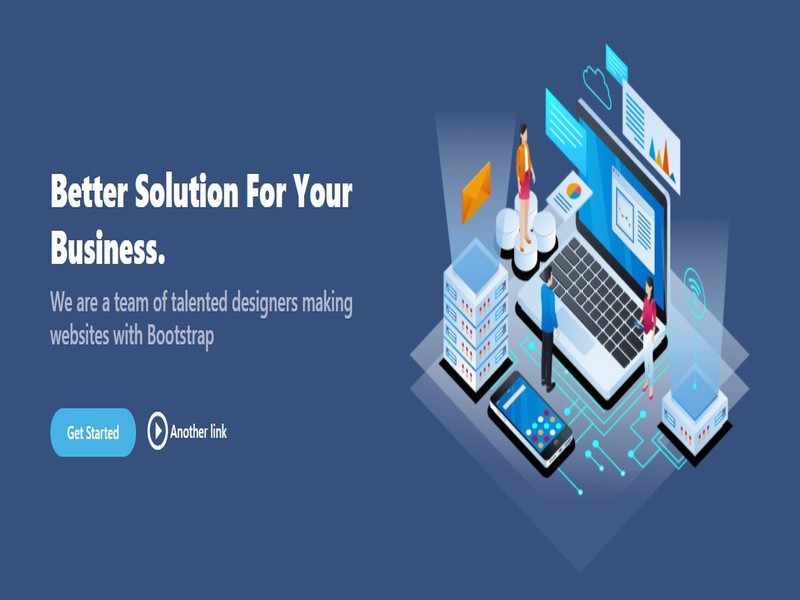 Better Solution For Your
Business.
We are a team of talented designers making
websites with Bootstrap
Get Started
Another link